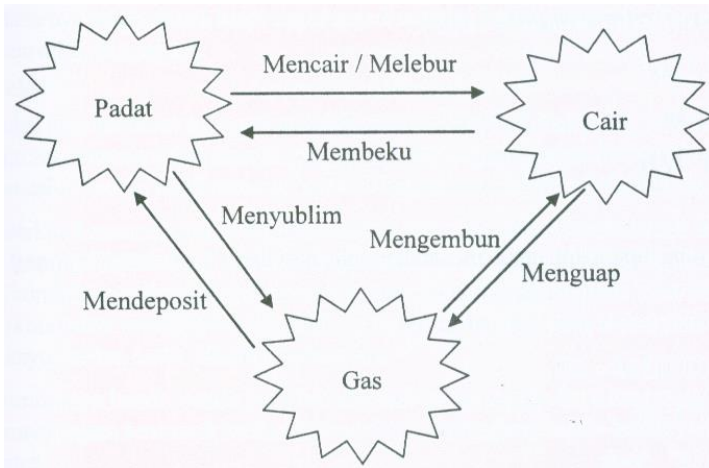 Mencair / Melebur
Padat
Cair
Membeku
Menyublim
Mengembun
Menguap
Mendeposit
Gas